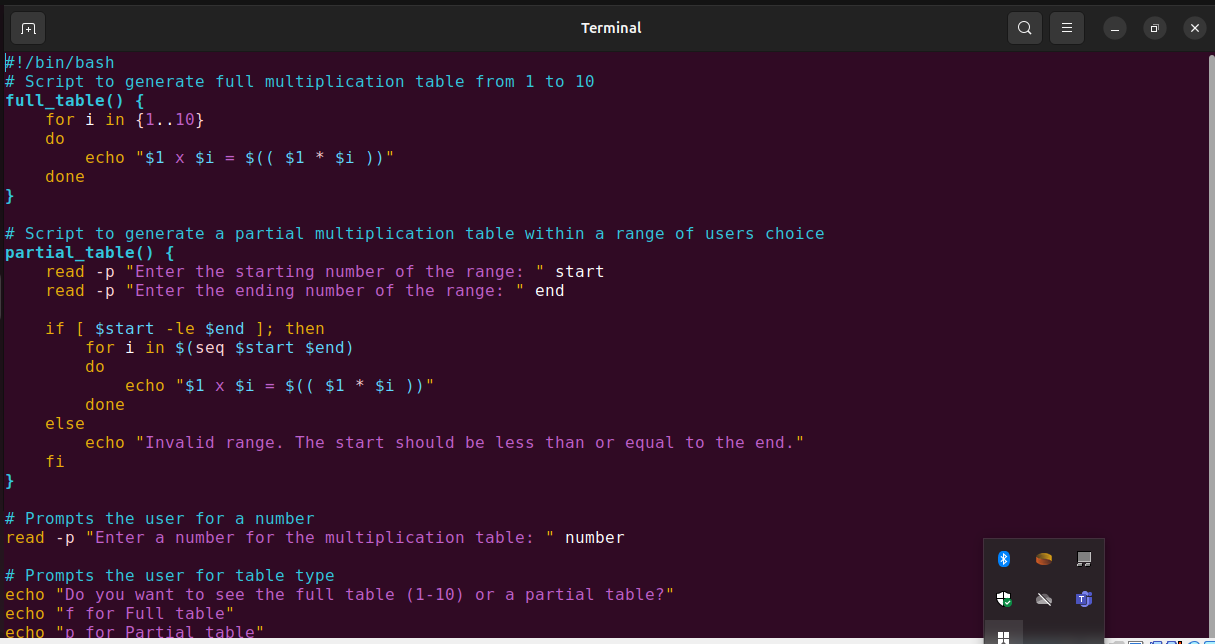 Terminal
#!/bin/bash
# Script to generate full multiplication table from 1 to 10
full_table() {
    for i in {1..10}
    do
        echo "$1 x $i = $(( $1 * $i ))"
    done
}

# Script to generate a partial multiplication table within a range of users choice
partial_table() {
    read -p "Enter the starting number of the range: " start
    read -p "Enter the ending number of the range: " end

    if [ $start -le $end ]; then
        for i in $(seq $start $end)
        do
            echo "$1 x $i = $(( $1 * $i ))"
        done
    else
        echo "Invalid range. The start should be less than or equal to the end."
    fi
}

# Prompts the user for a number
read -p "Enter a number for the multiplication table: " number

# Prompts the user for table type
echo "Do you want to see the full table (1-10) or a partial table?"
echo "f for Full table"
echo "p for Partial table"